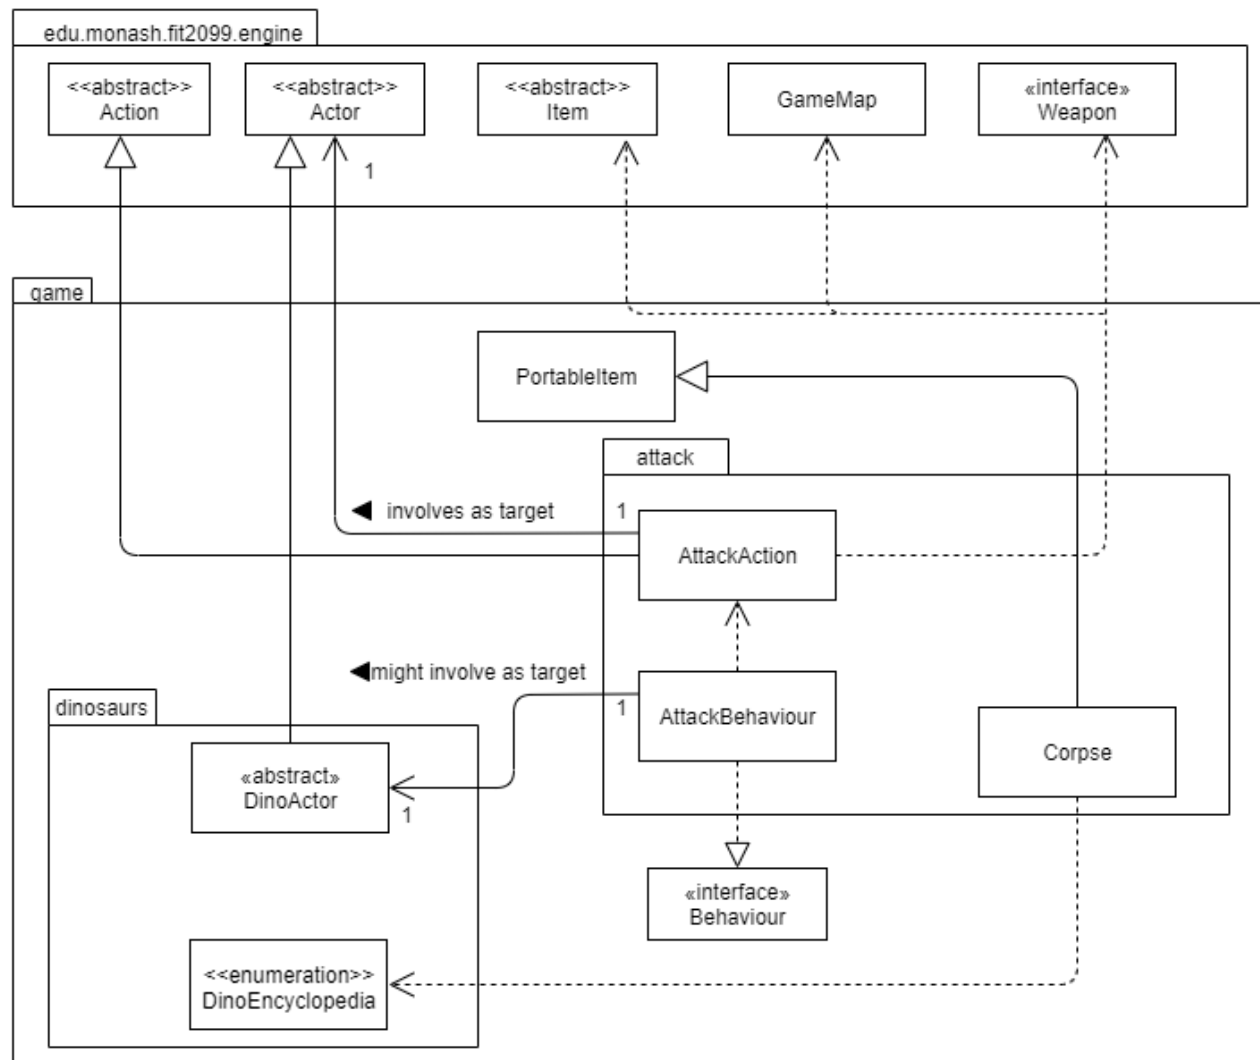 edu.monash.fit2099.engine
<<abstract>>
Action
<<abstract>>
Actor
<<abstract>>
Item
GameMap
«interface»
Weapon
1
game
PortableItem
attack
involves as target
1
AttackAction
might involve as target
1
AttackBehaviour
dinosaurs
«abstract»
DinoActor
1
Corpse
«interface»
Behaviour
<<enumeration>>
DinoEncyclopedia